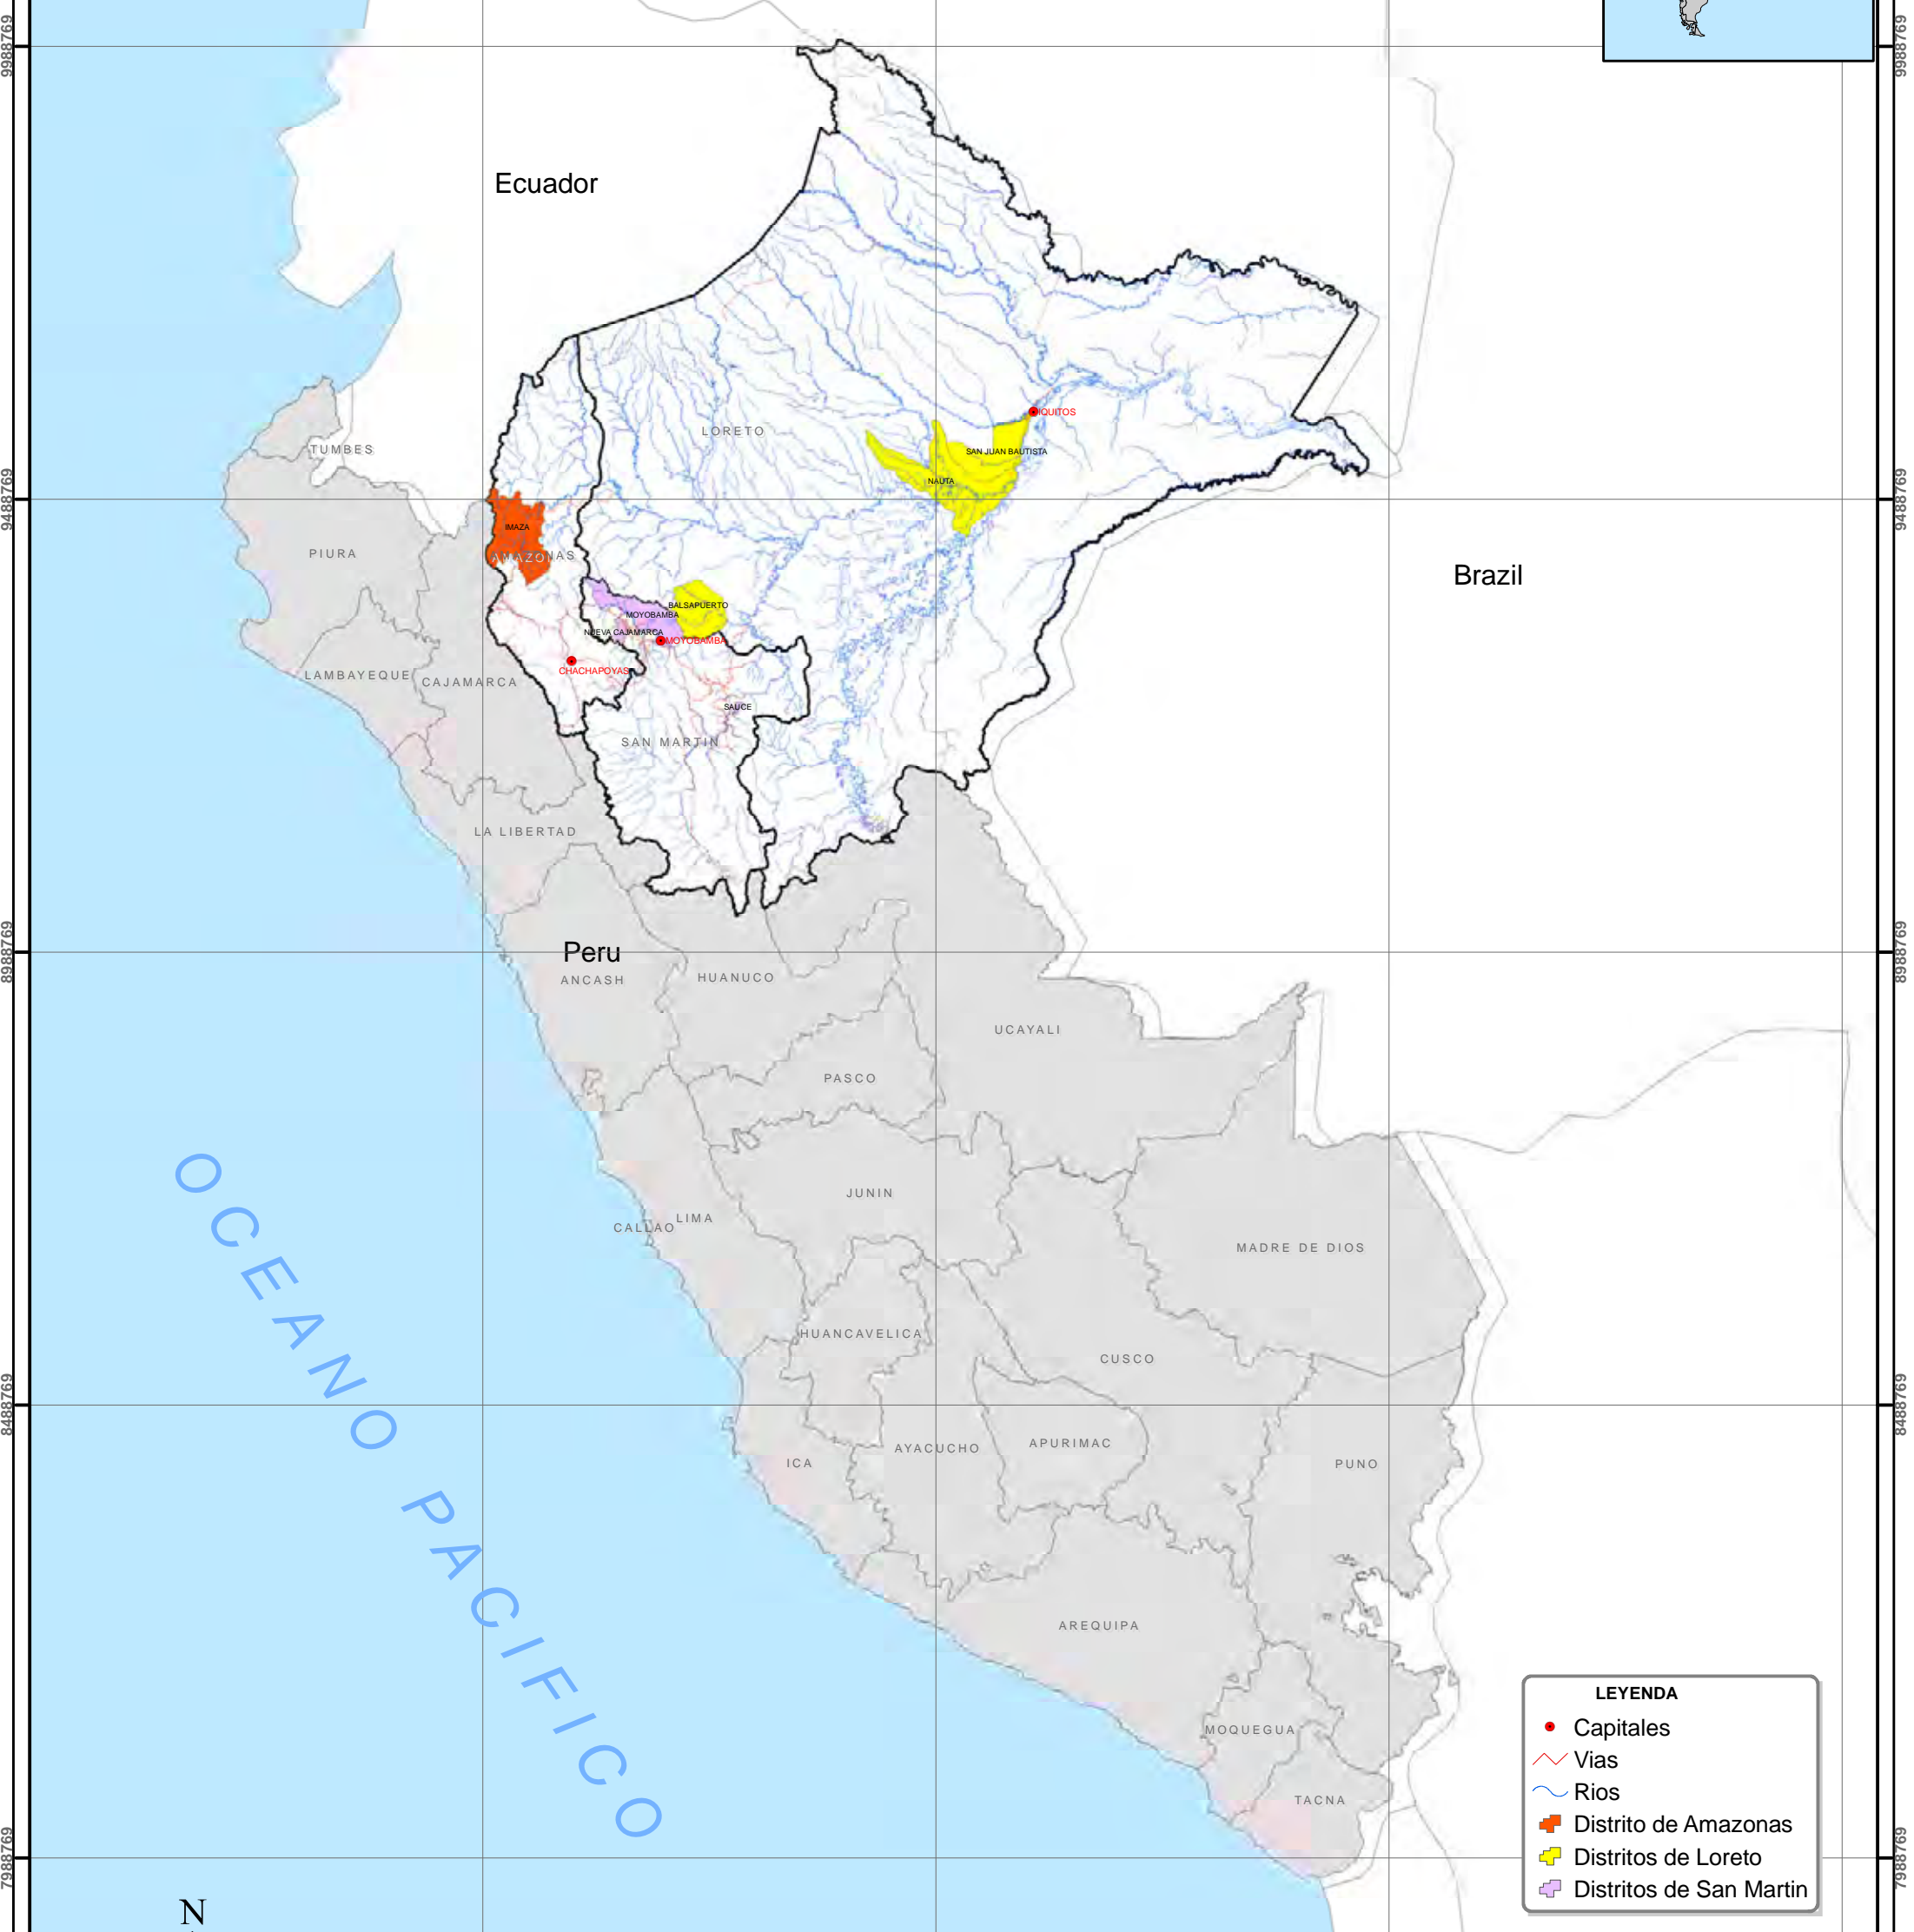 9988769
9988769
Ecuador
IQUITOS
LORETO
TUMBES
SAN JUAN BAUTISTA
NAUTA
9488769
9488769
IMAZA
PIURA
AMAZONAS
Brazil
BALSAPUERTO
MOYOBAMBA
NUEVA CAJAMARCA
MOYOBAMBA
CHACHAPOYAS
LAMBAYEQUE
CAJAMARCA
SAUCE
SAN MARTIN
LA LIBERTAD
Peru
8988769
8988769
ANCASH
HUANUCO
UCAYALI
PASCO
JUNIN
LIMA
CALLAO
MADRE DE DIOS
OCEANO PACIFICO
HUANCAVELICA
CUSCO
8488769
8488769
AYACUCHO
APURIMAC
ICA
PUNO
AREQUIPA
MOQUEGUA
TACNA
LEYENDA
Capitales
Vias
Rios
Distrito de Amazonas
Distritos de Loreto
Distritos de San Martin
7988769
7988769
N